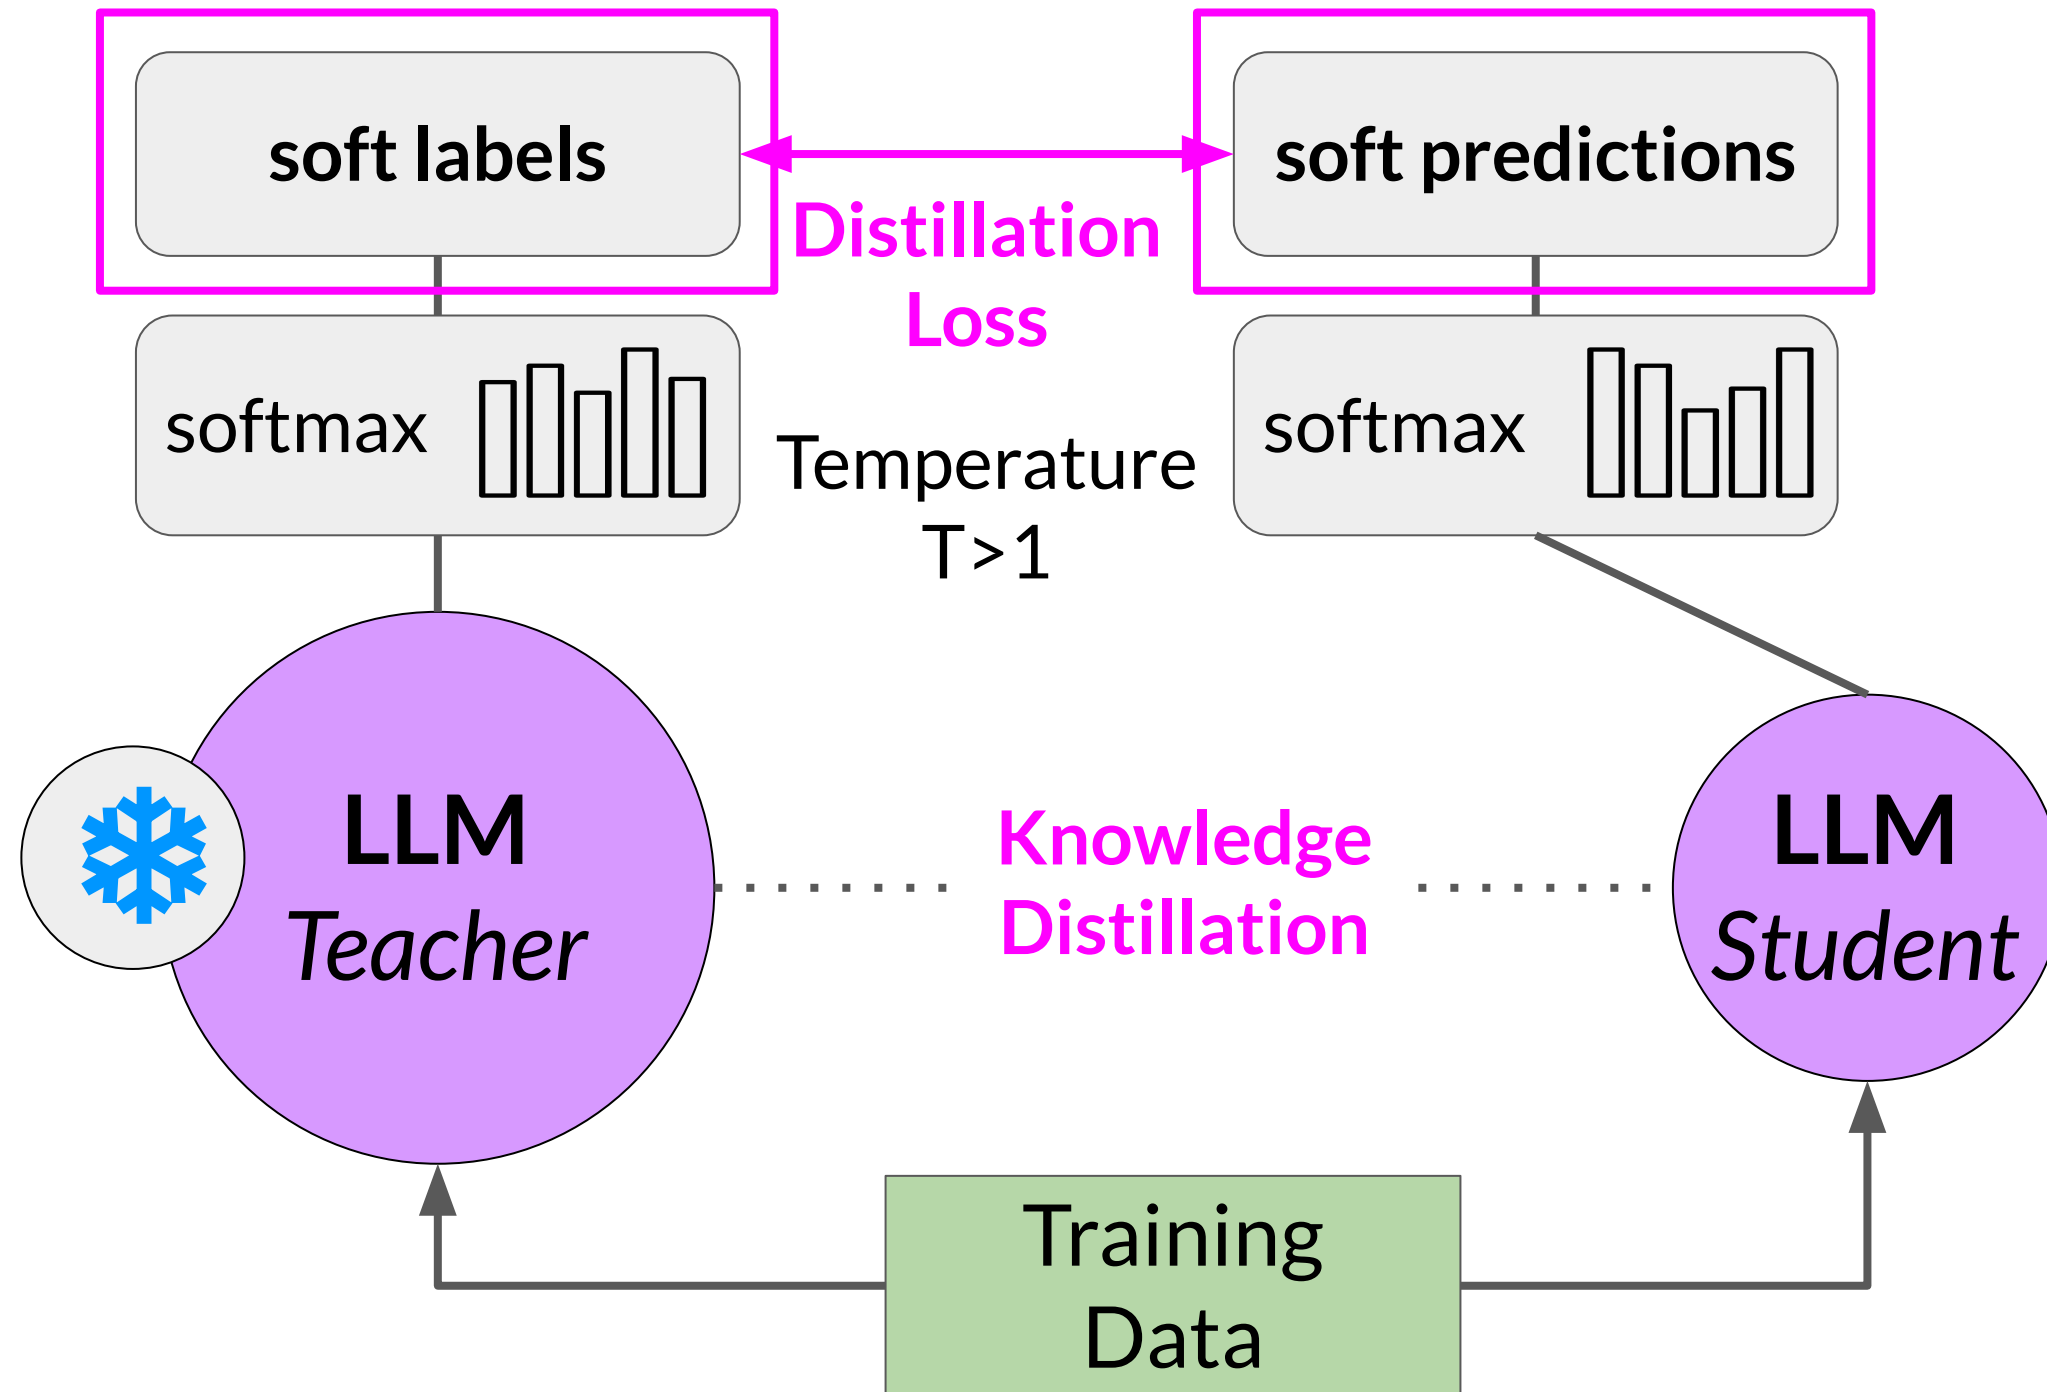 soft labels
soft predictions
Distillation
Loss
softmax
Temperature
T>1
softmax
LLM
Teacher
Knowledge
Distillation
LLM
Student
Training
Data